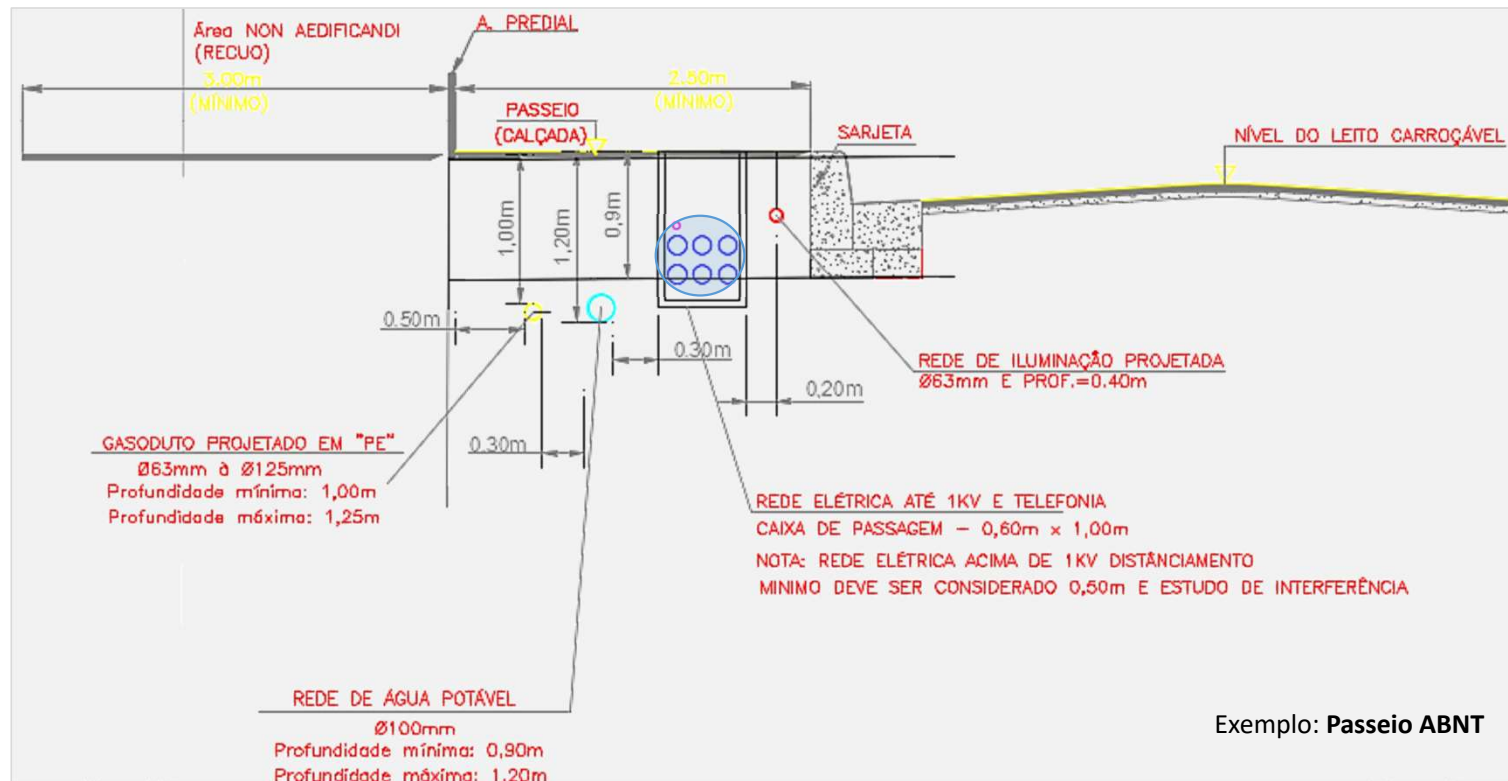 Área NON AEDIFICANDI
(RECUO)
3.00m
(MÍNIMO)
A. PREDIAL
2.50m
(MÍNIMO)
PASSEIO
(CALÇADA)
SARJETA
NÍVEL DO LEITO CARROÇÁVEL
1,00m
1,20m
0,9m
0.50m
0.30m
0,20m
0.30m
REDE DE ILUMINAÇÃO PROJETADA
Ø63mm E PROF.=0.40m
GASODUTO PROJETADO EM "PE"
Ø63mm à Ø125mm
Profundidade mínima: 1,00m
Profundidade máxima: 1,25m
REDE ELÉTRICA ATÉ 1KV E TELEFONIA
CAIXA DE PASSAGEM - 0,60m x 1,00m
NOTA: REDE ELÉTRICA ACIMA DE 1KV DISTÂNCIAMENTO
MINIMO DEVE SER CONSIDERADO 0,50m E ESTUDO DE INTERFERÊNCIA
REDE DE ÁGUA POTÁVEL
Ø100mm
Profundidade mínima: 0,90m
Profundidade máxima: 1,20m
Exemplo: Passeio ABNT